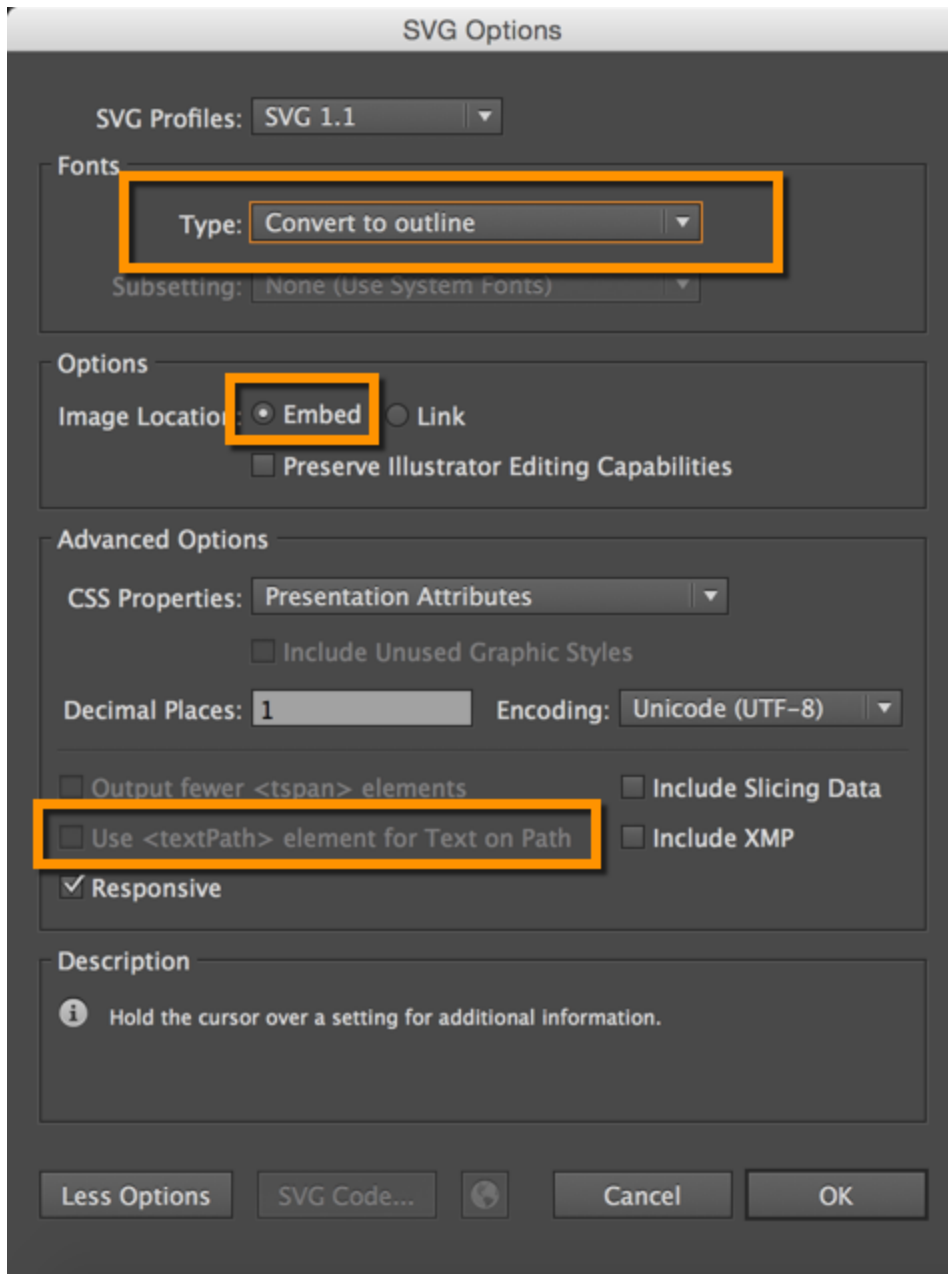 SVG Options
SVG Profiles: SVG 1.1
Fonts
Type: Convert to outline
Subsetting: None (Use System Fonts)
Options
Image Location: Embed Link
Preserve Illustrator Editing Capabilities
Advanced Options
CSS Properties: Presentation Attributes
Include Unused Graphic Styles
Decimal Places: 1 Encoding: Unicode (UTF-8)
Output fewer <tspan> elements Include Slicing Data
Use <textPath> element for Text on Path Include XMP
Responsive
Description
Hold the cursor over a setting for additional information.
Less Options SVG Code... Cancel OK